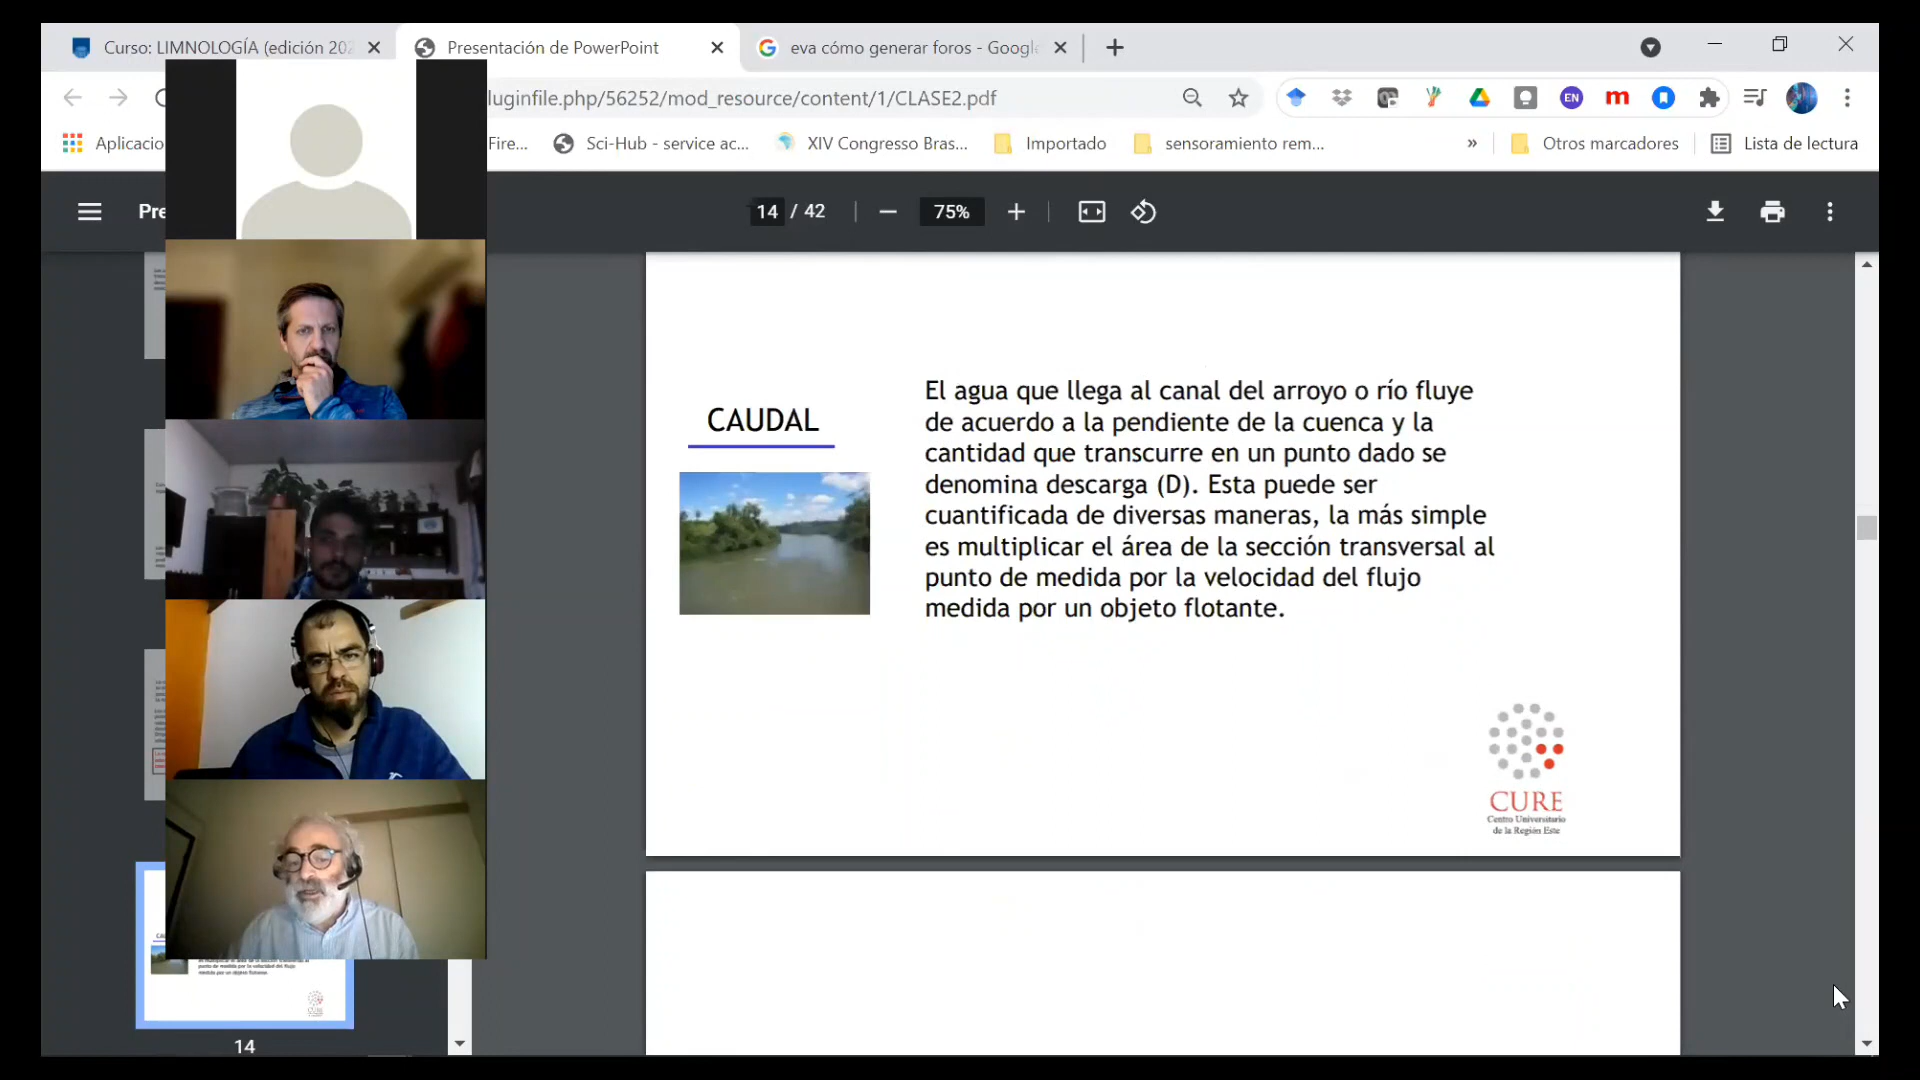 Curso: LIMNOLOGÍA (edición 202
Presentación de PowerPoint
eva cómo generar foros - Google
luginfile.php/56252/mod_resource/content/1/CLASE2.pdf
EN
m
Aplicacio
Fire...
Sci-Hub - service ac...
XIV Congresso Bras...
Importado
sensoramiento rem...
»
Otros marcadores
Lista de lectura
Pre
14 / 42
75%
CAUDAL
El agua que llega al canal del arroyo o río fluye
de acuerdo a la pendiente de la cuenca y la
cantidad que transcurre en un punto dado se
denomina descarga (D). Esta puede ser
cuantificada de diversas maneras, la más simple
es multiplicar el área de la sección transversal al
punto de medida por la velocidad del flujo
medida por un objeto flotante.
CURE
Centro Universitario
de la Región Este
14